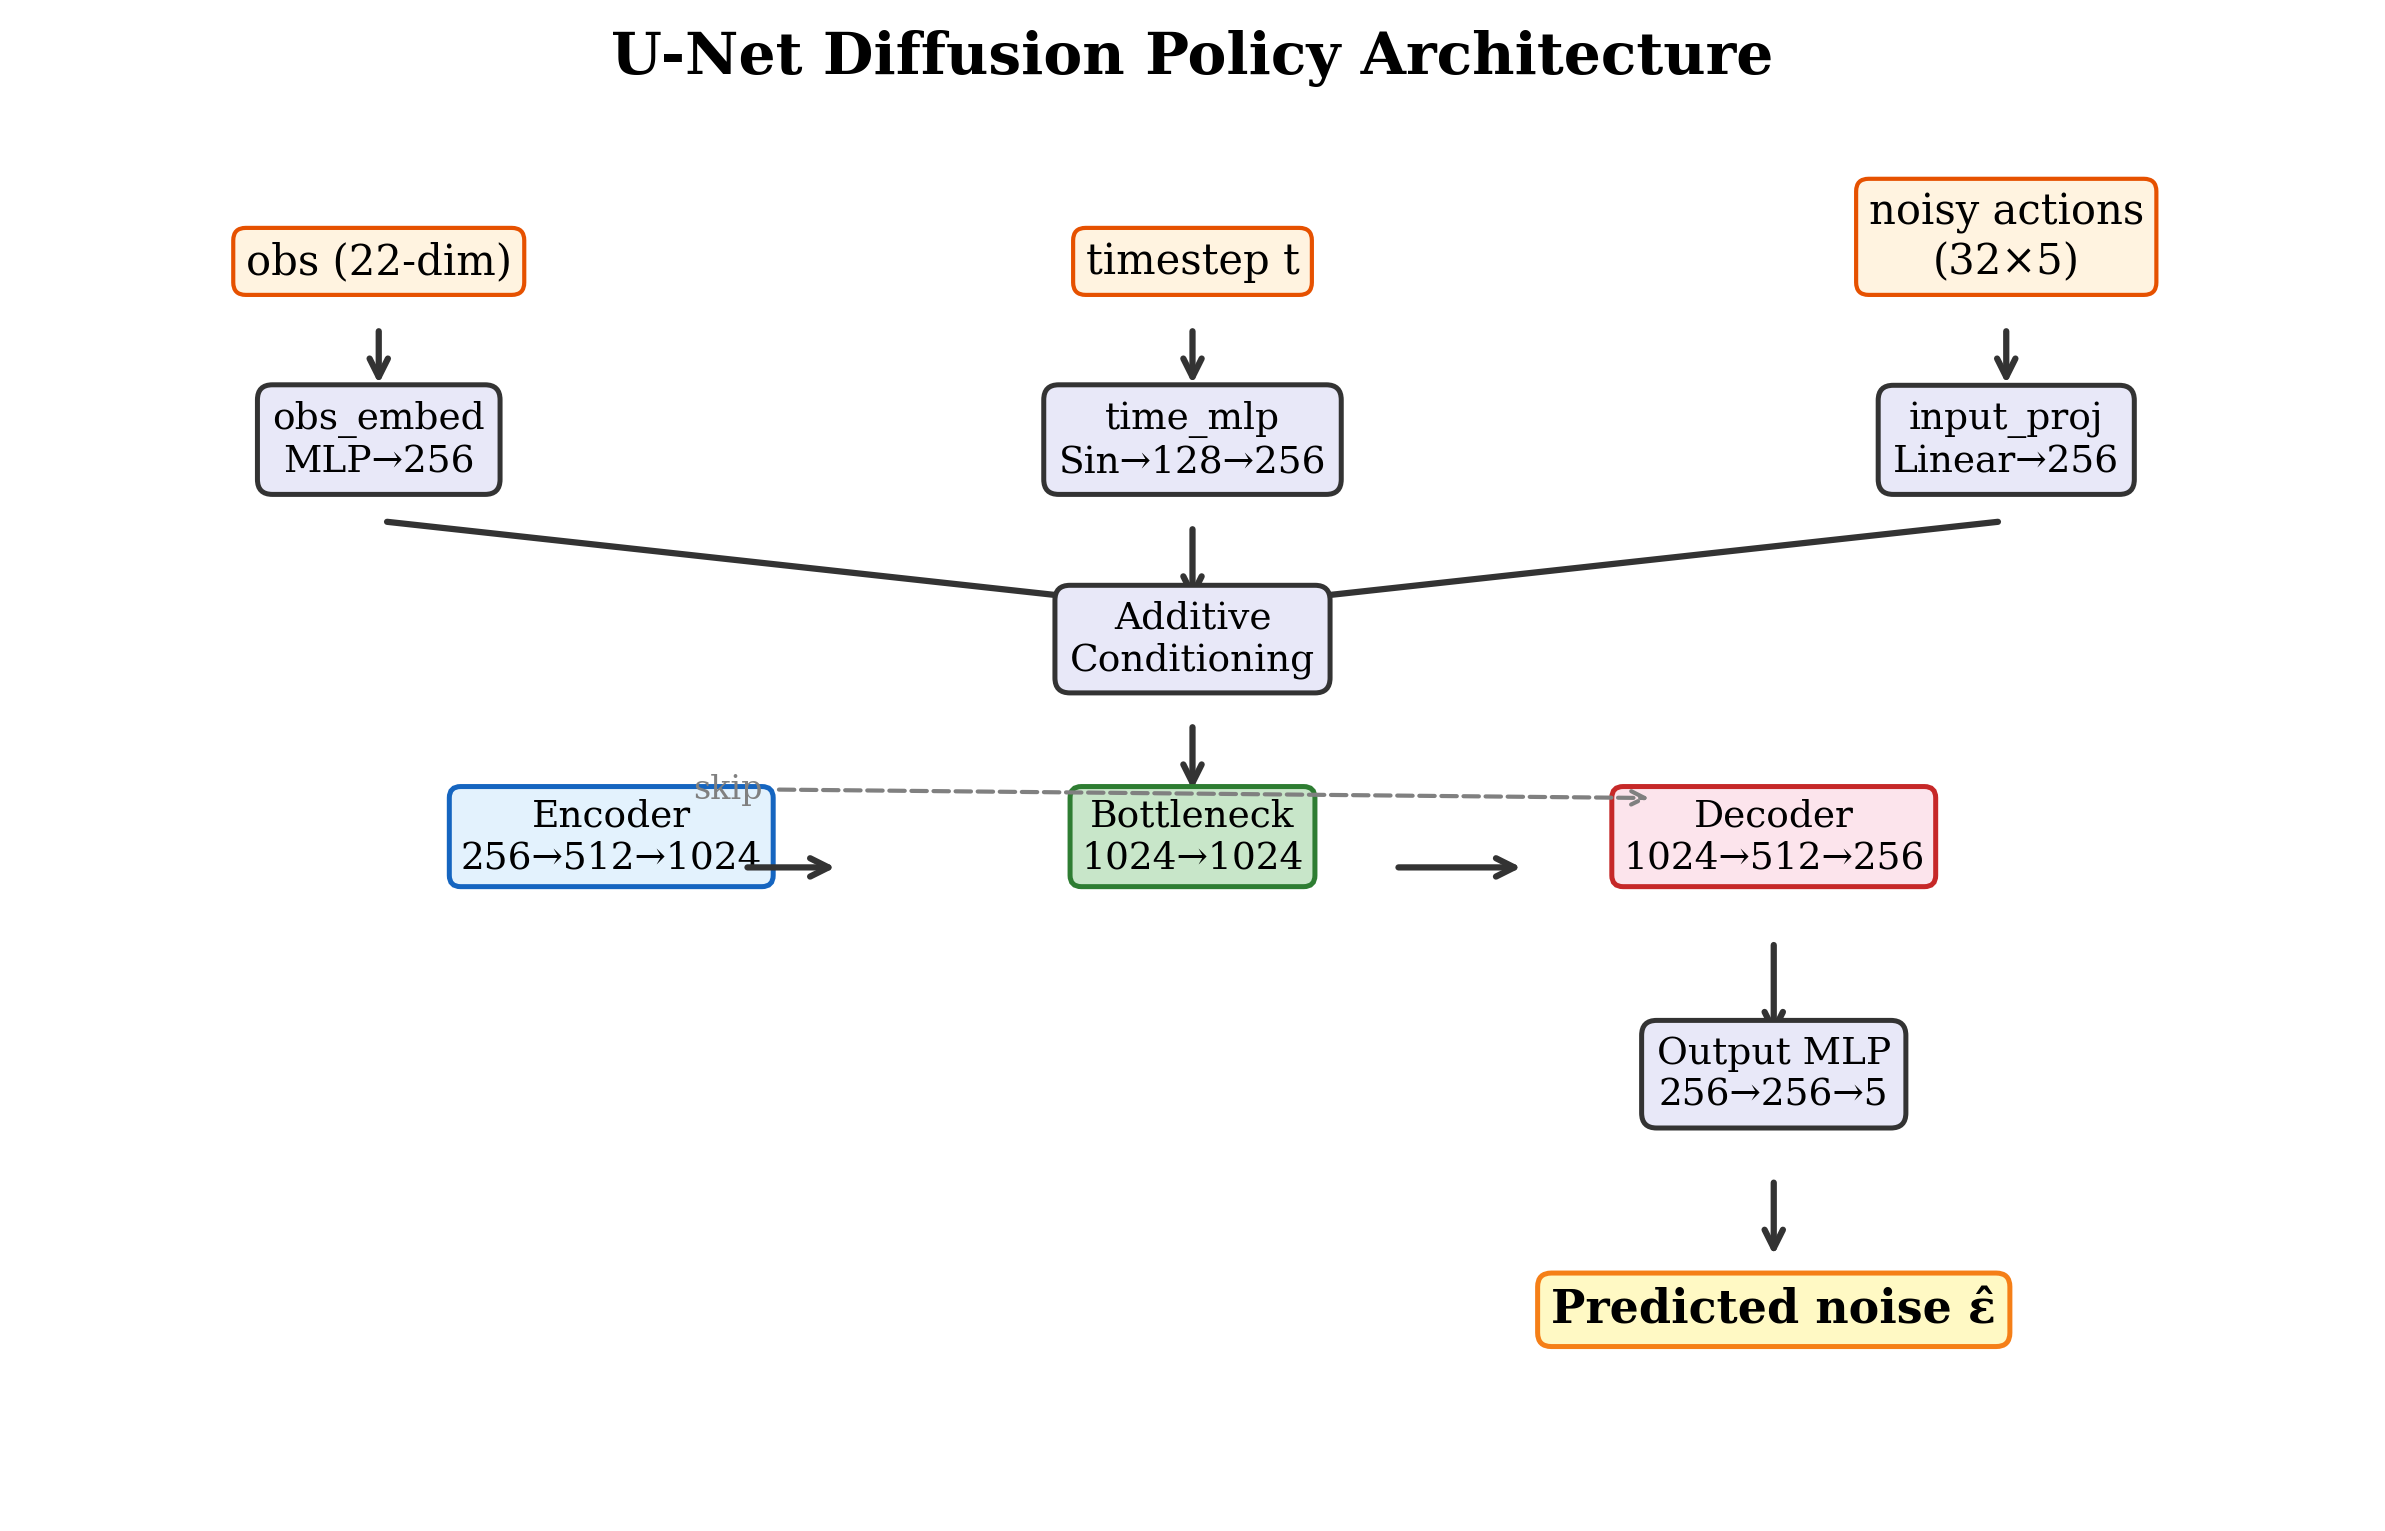 U-Net Diffusion Policy Architecture
obs (22-dim)
timestep t
noisy actions
(32×5)
obs_embed
MLP→256
time_mlp
Sin→128→256
input_proj
Linear→256
Additive
Conditioning
skip
Encoder
256→512→1024
Bottleneck
1024→1024
Decoder
1024→512→256
Output MLP
256→256→5
Predicted noise ε̂